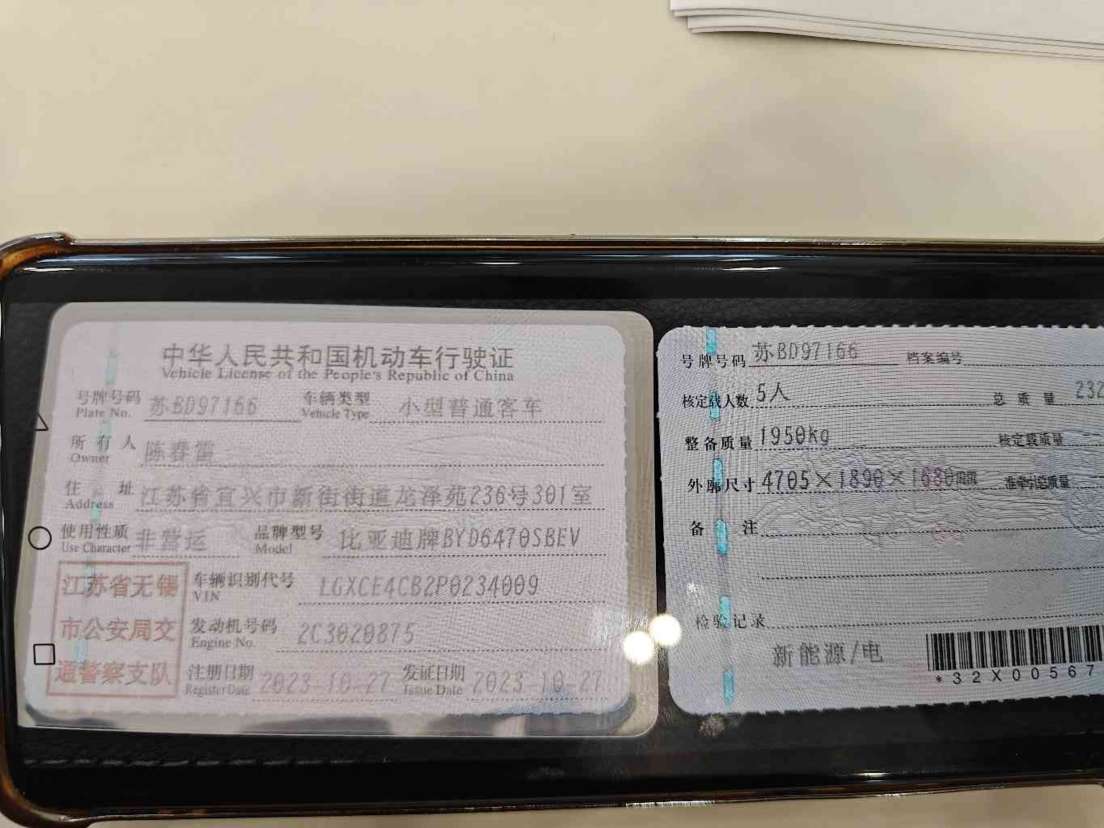 中华人民共和国机动车行驶证
Vehicle License of the People's Republic of China
号牌号码 苏BD97166 车辆类型 小型普通客车
Plate No. Vehicle Type
所有人 陈春
Owner
住址 江苏省宜兴市新街街道龙泽苑236号301室
Address
使用性质 非营运 品牌型号 比亚迪牌BYD6470SBEV
Use Character Model
江苏省无锡
市公安局交
通警察支队
车辆识别代号 LGXCE4CB2P0234009
VIN
发动机号码 2C3020875
Engine No.
注册日期 2023-10-27 发证日期 2023-10-27
Register Date Issue Date
号牌号码 苏BD97166 档案编号
核定载人数 5人 总质量 232
整备质量 1950kg 核定载质量 --
外廓尺寸 4705×1890×1680mm 准牵引总质量
备注
检验记录
新能源/电
*32X00567